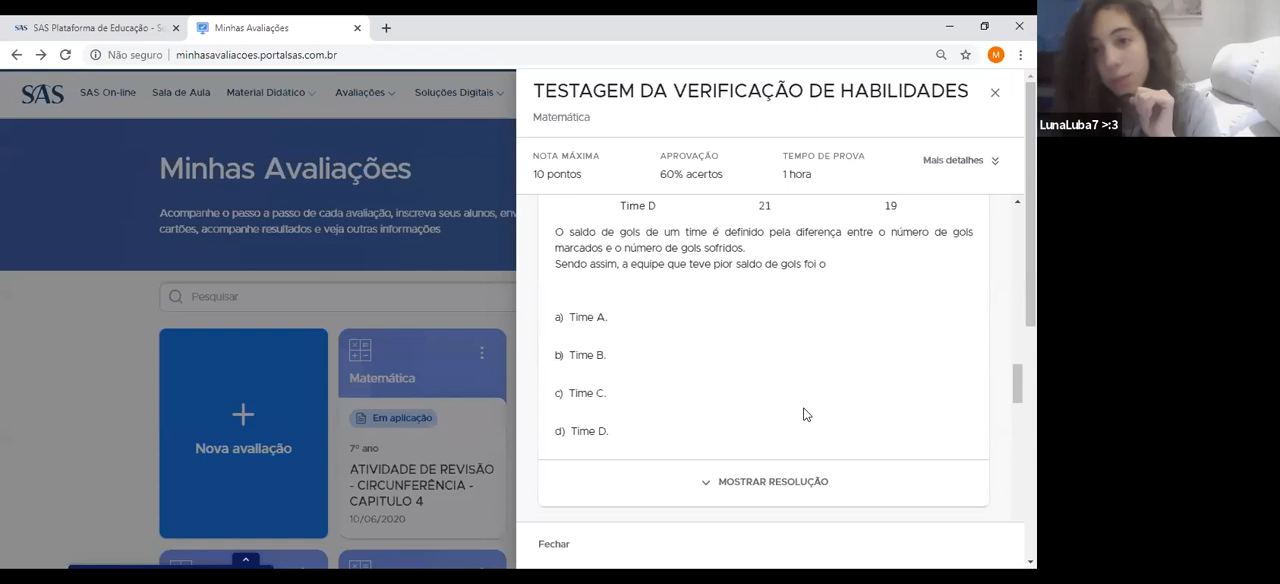 SAS Plataforma de Educação - S
Minhas Avaliações
Não seguro | minhasavaliacoes.portalsas.com.br
M
SAS
SAS On-line
Sala de Aula
Material Didático
Avaliações
Soluções Digitais
Minhas Avaliações
Acompanhe o passo a passo de cada avaliação, inscreva seus alunos, env
cartões, acompanhe resultados e veja outras informações
Pesquisar
Nova avaliação
Matemática
Em aplicação
7º ano
ATIVIDADE DE REVISÃO
- CIRCUNFERÊNCIA -
CAPITULO 4
10/06/2020
TESTAGEM DA VERIFICAÇÃO DE HABILIDADES
Matemática
NOTA MÁXIMA
10 pontos
APROVAÇÃO
60% acertos
TEMPO DE PROVA
1 hora
Mais detalhes
Time D 21 19
O saldo de gols de um time é definido pela diferença entre o número de gols
marcados e o número de gols sofridos.
Sendo assim, a equipe que teve pior saldo de gols foi o
a) Time A.
b) Time B.
c) Time C.
d) Time D.
MOSTRAR RESOLUÇÃO
Fechar
LunaLuba7 >:3